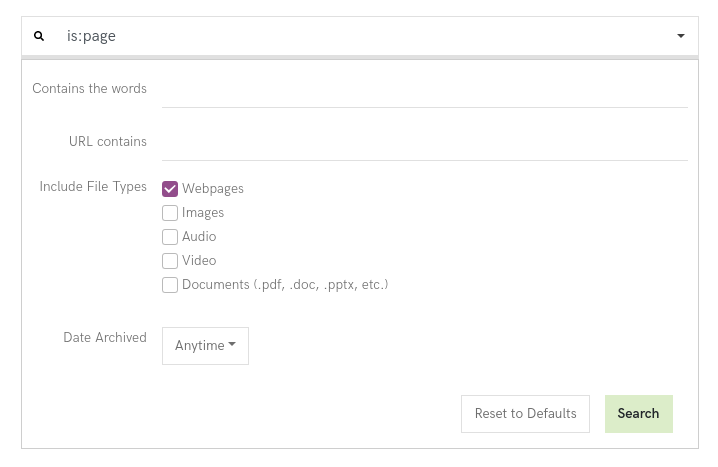 is:page
Contains the words
URL contains
Include File Types
Webpages
Images
Audio
Video
Documents (.pdf, .doc, .pptx, etc.)
Date Archived
Anytime
Reset to Defaults
Search